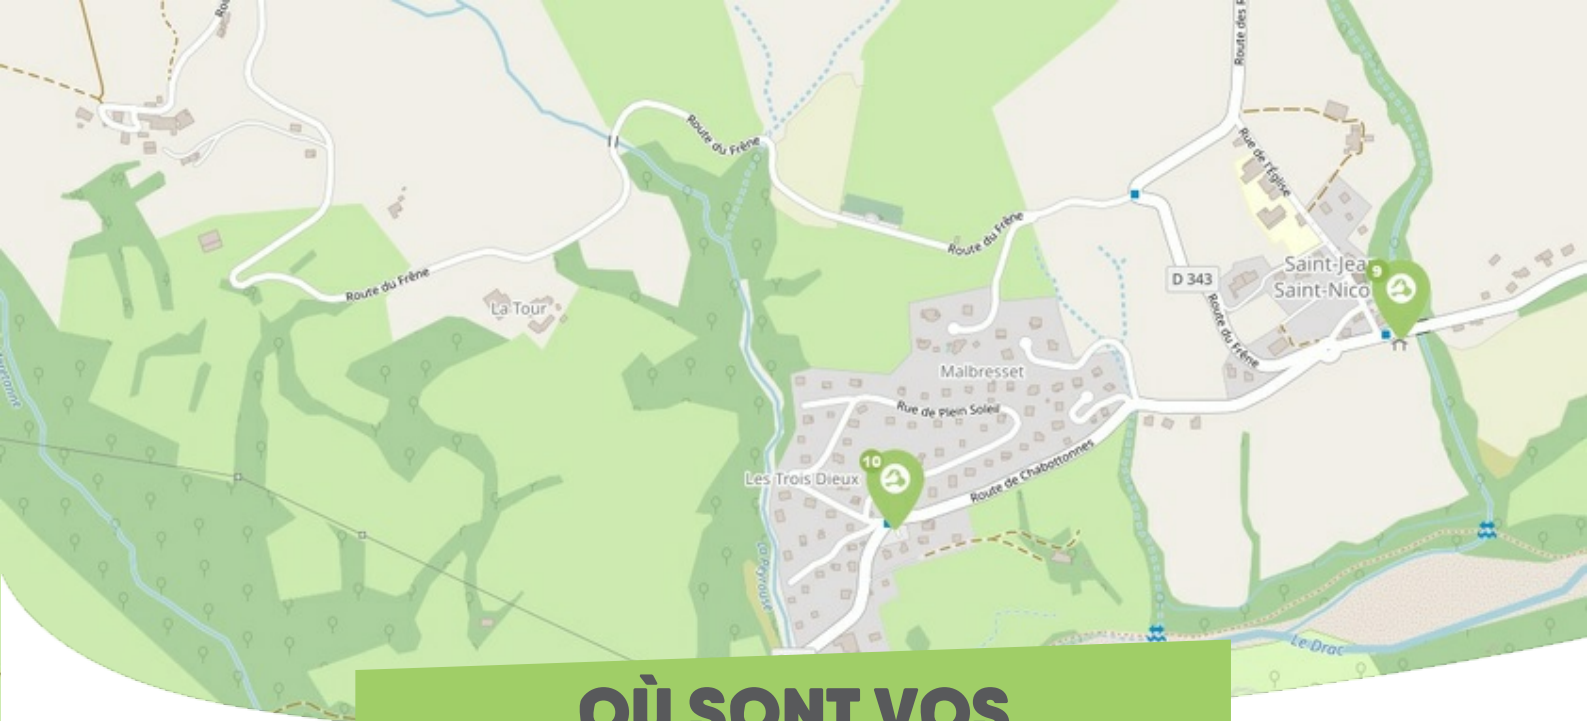 Route des
Route du Frêne
Rue de l'Église
Route du Frêne
D 343
Saint-Jea
Saint-Nico
9
Route du Frêne
La Tour
Route du Frêne
Malbresset
Rue de Plein Soleil
Route de Chabottonnes
10
Les Trois Dieux
La Peyrouse
Le Drac
OÙ SONT VOS